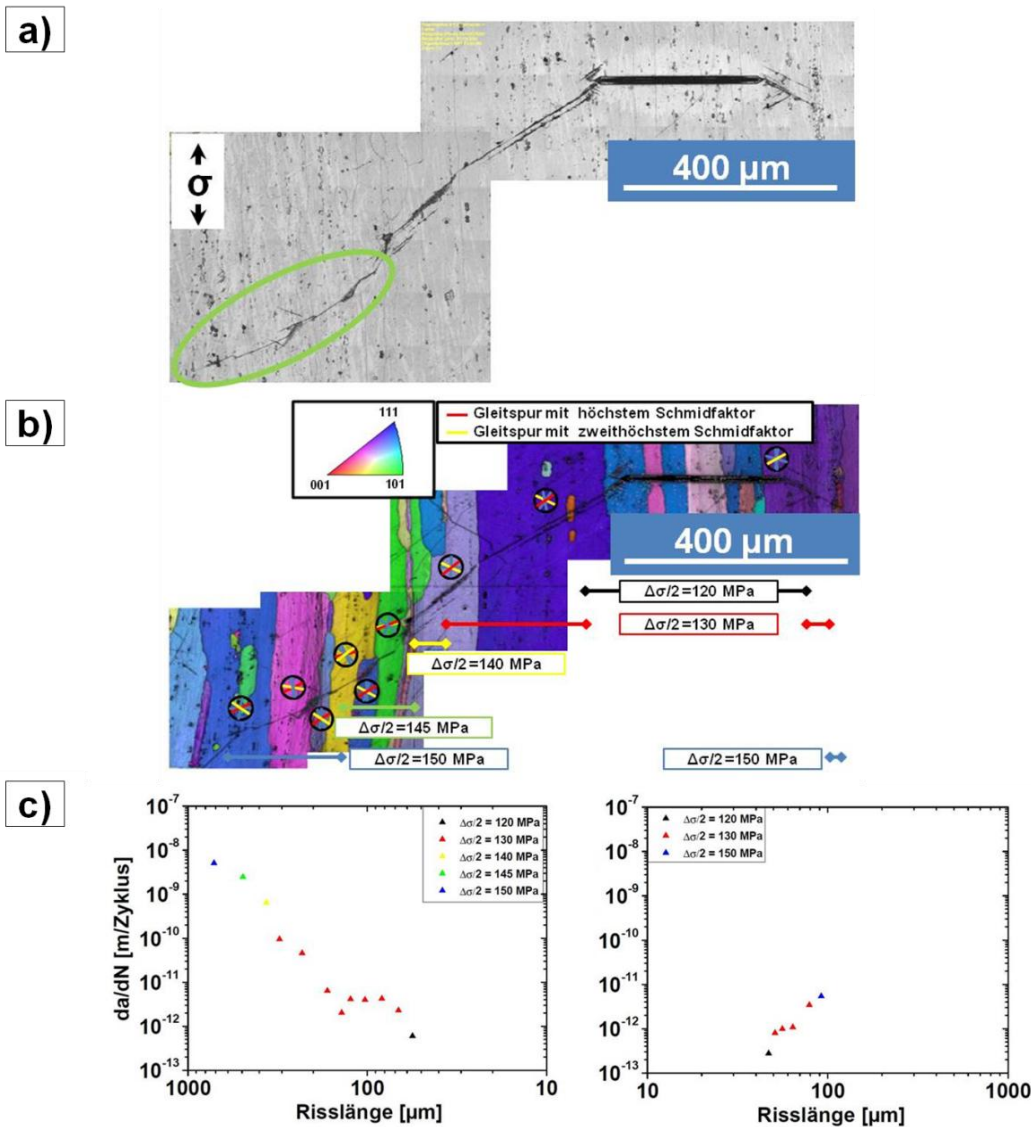 a)
σ
400 µm
b)
111
001
101
Gleitspur mit höchstem Schmidfaktor
Gleitspur mit zweithöchstem Schmidfaktor
400 µm
Δσ/2=120 MPa
Δσ/2=130 MPa
Δσ/2=140 MPa
Δσ/2=145 MPa
Δσ/2=150 MPa
Δσ/2=150 MPa
c)
da/dN [m/Zyklus]
10⁻⁷
10⁻⁸
10⁻⁹
10⁻¹⁰
10⁻¹¹
10⁻¹²
10⁻¹³
Δσ/2 = 120 MPa
Δσ/2 = 130 MPa
Δσ/2 = 140 MPa
Δσ/2 = 145 MPa
Δσ/2 = 150 MPa
1000
100
10
Risslänge [µm]
10⁻⁷
10⁻⁸
10⁻⁹
10⁻¹⁰
10⁻¹¹
10⁻¹²
10⁻¹³
Δσ/2 = 120 MPa
Δσ/2 = 130 MPa
Δσ/2 = 150 MPa
10
100
1000
Risslänge [µm]